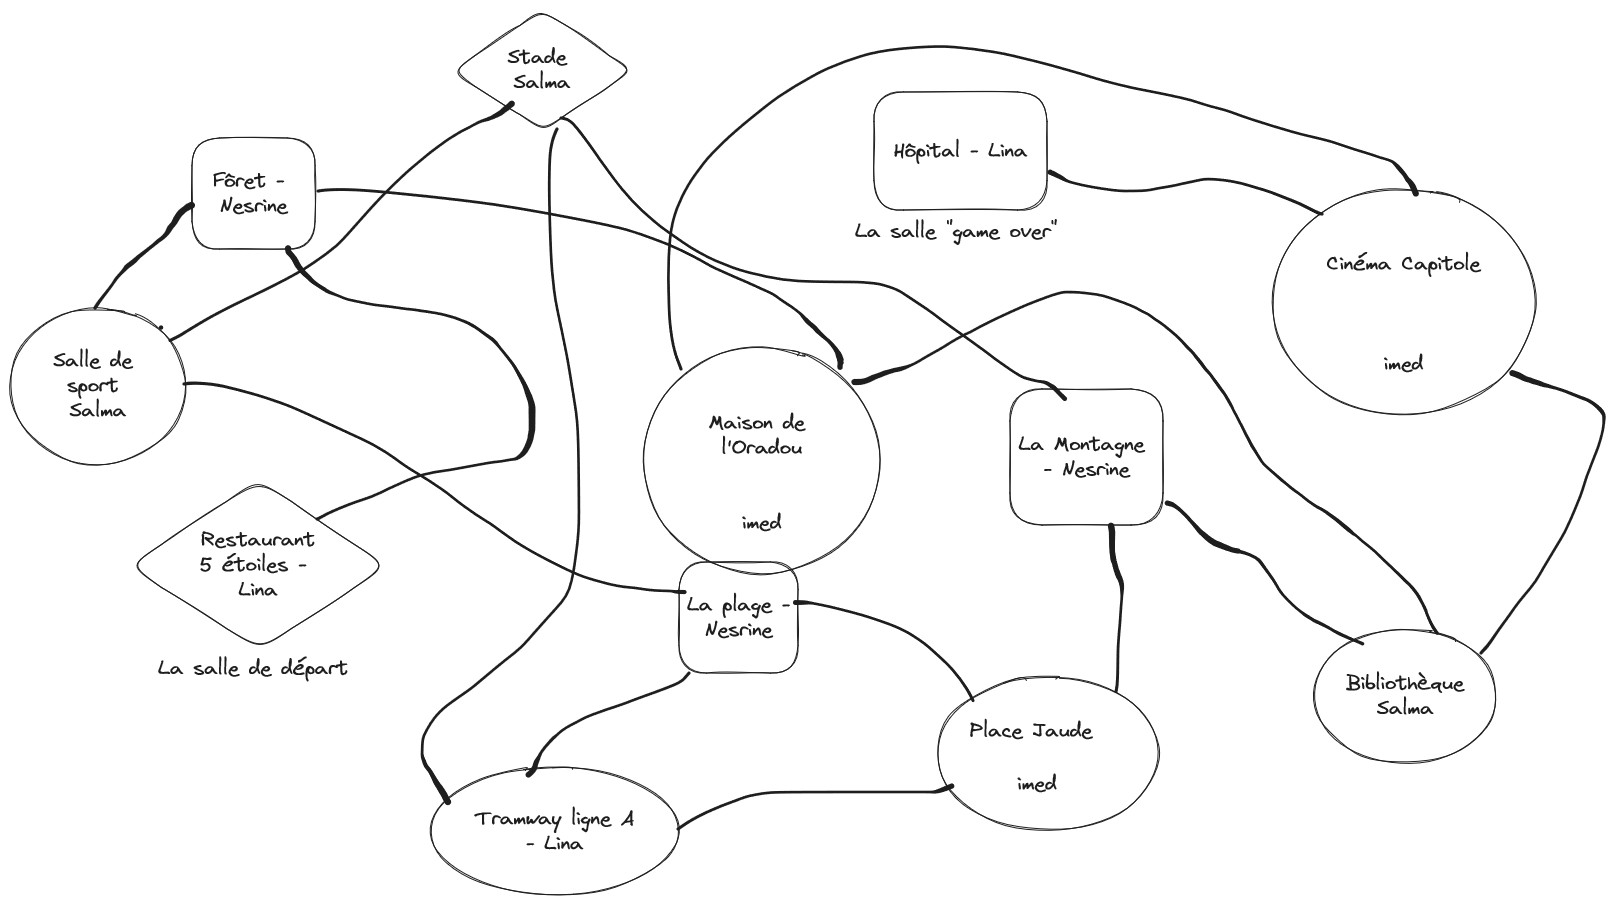 Stade
Salma
Fôret -
Nesrine
Hôpital - Lina
La salle "game over"
Cinéma Capitole
imed
Salle de
sport
Salma
Maison de
l'Oradou
imed
La Montagne
- Nesrine
Restaurant
5 étoiles -
Lina
La salle de départ
La plage -
Nesrine
Bibliothèque
Salma
Place Jaude
imed
Tramway ligne A
- Lina